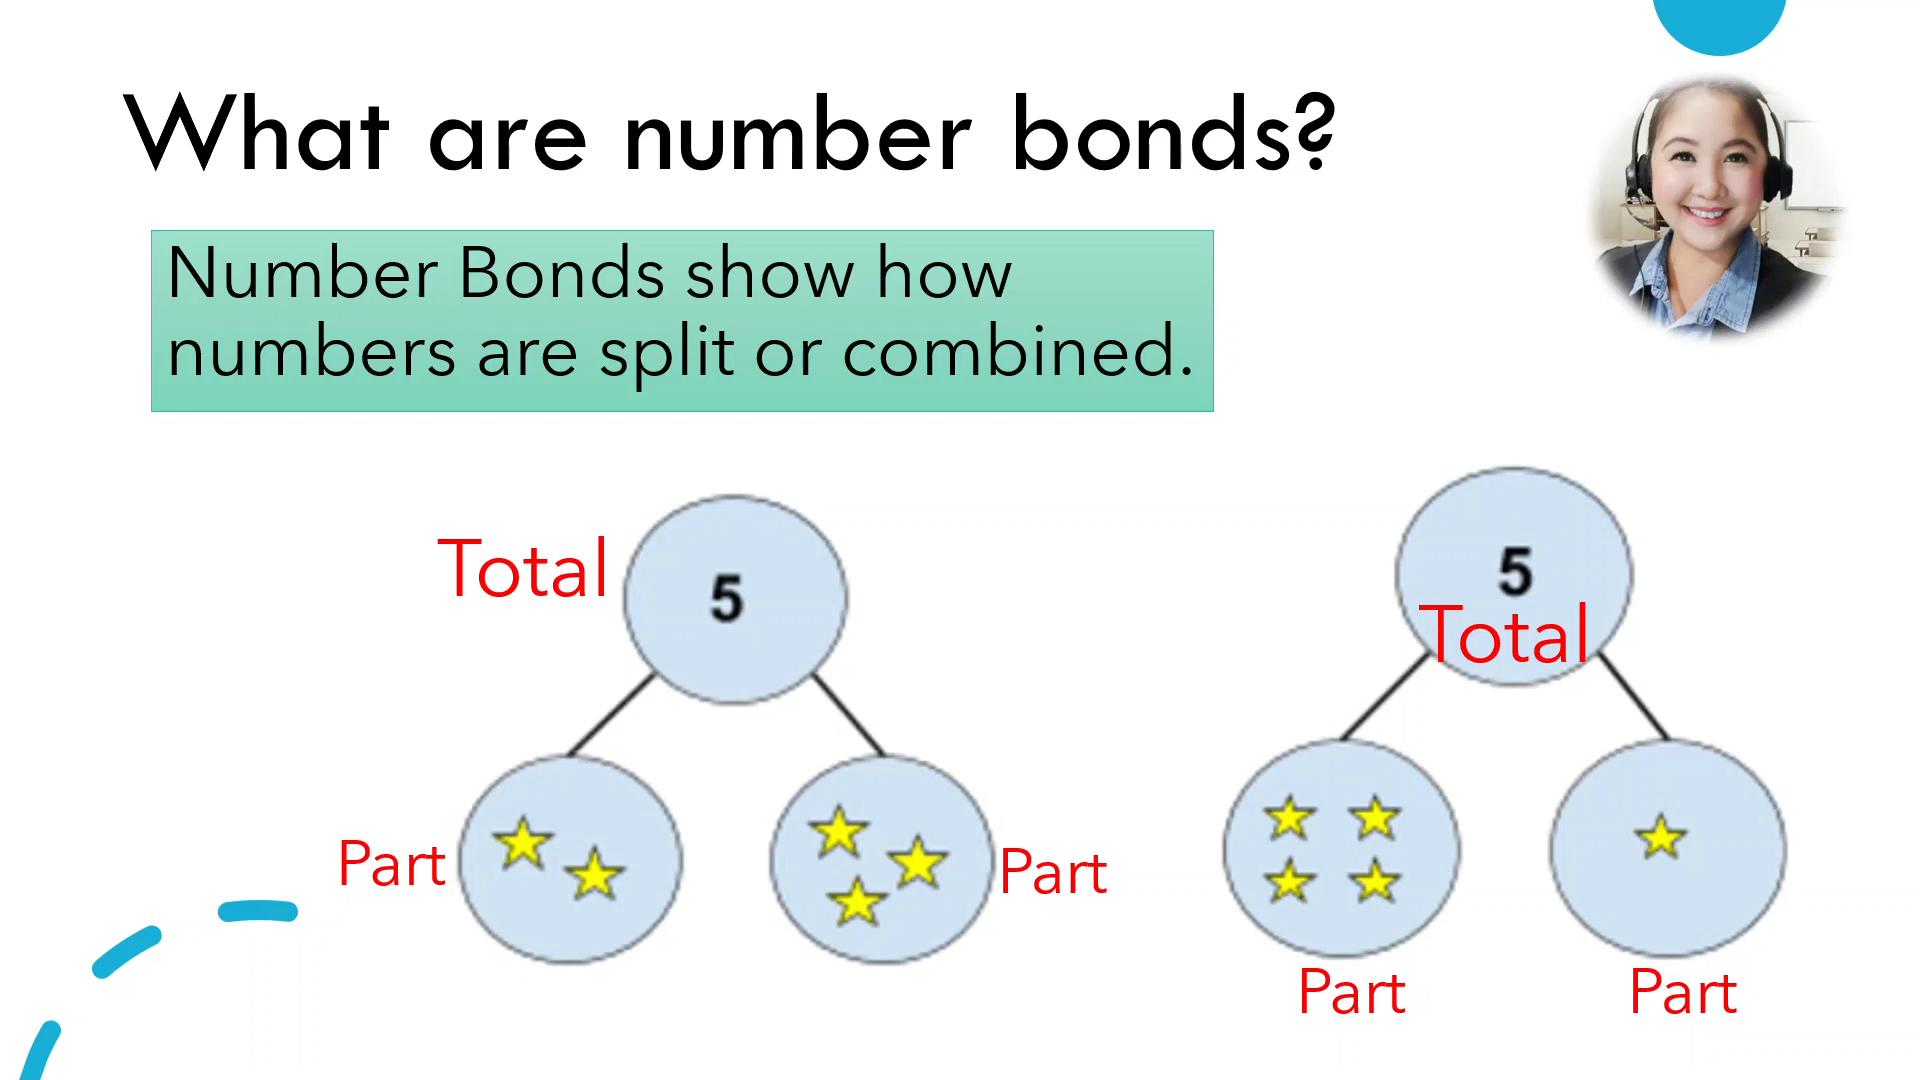 What are number bonds?
Number Bonds show how
numbers are split or combined.
Total
5
Part
Part
5
Total
Part
Part